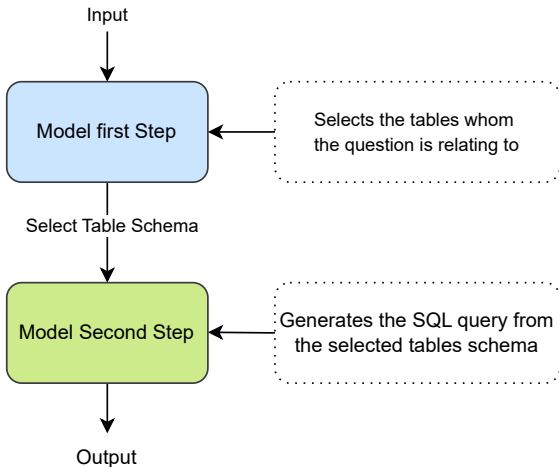 Input
Model first Step
Selects the tables whom
the question is relating to
Select Table Schema
Model Second Step
Generates the SQL query from
the selected tables schema
Output